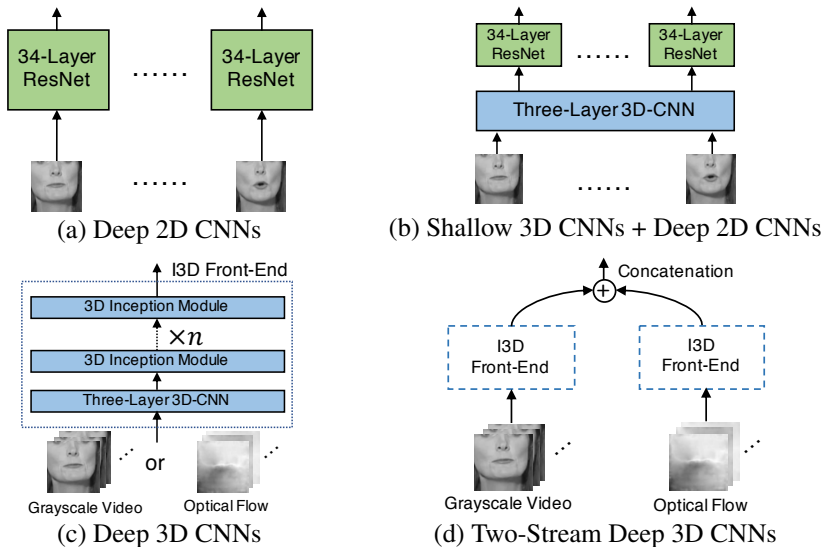 34-Layer
ResNet
......
34-Layer
ResNet
......
(a) Deep 2D CNNs
34-Layer
ResNet
......
34-Layer
ResNet
Three-Layer 3D-CNN
......
(b) Shallow 3D CNNs + Deep 2D CNNs
I3D Front-End
3D Inception Module
×n
3D Inception Module
Three-Layer 3D-CNN
... or ...
Grayscale Video
Optical Flow
(c) Deep 3D CNNs
Concatenation
+
I3D
Front-End
I3D
Front-End
... ...
Grayscale Video
Optical Flow
(d) Two-Stream Deep 3D CNNs